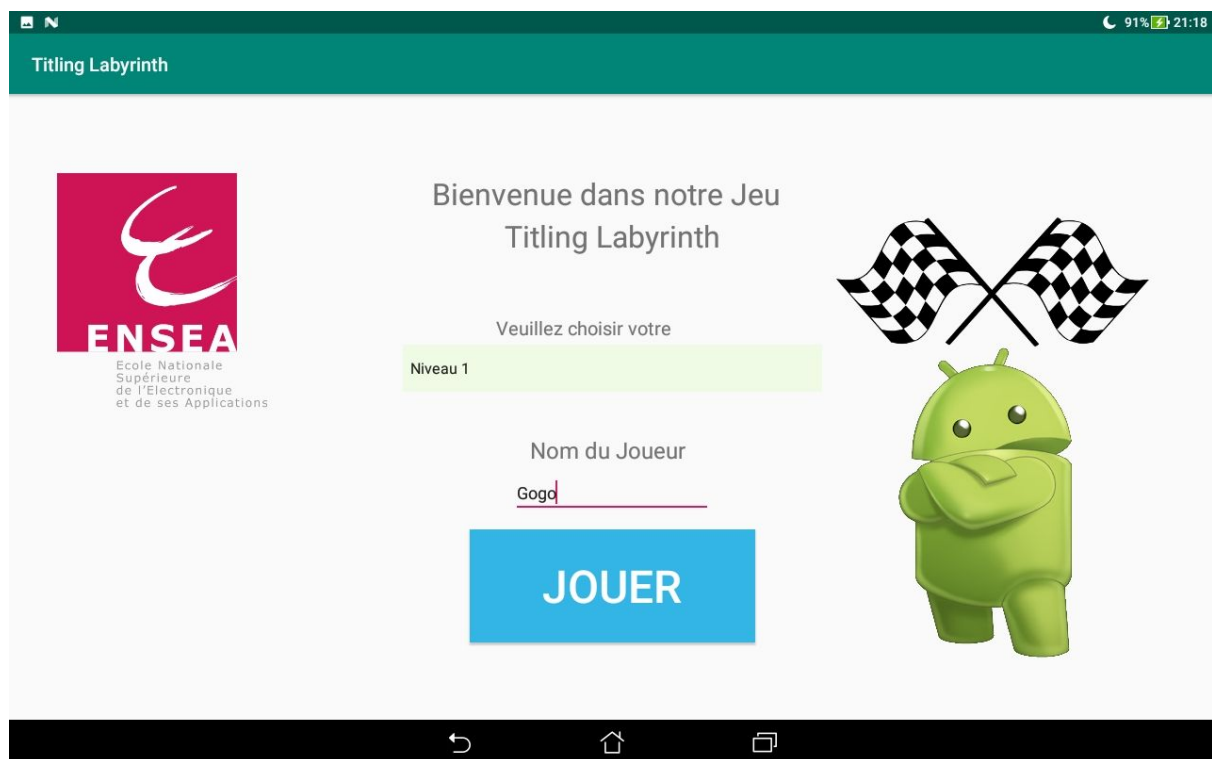 91% 21:18
Titling Labyrinth
Bienvenue dans notre Jeu
Titling Labyrinth
ENSEA
Ecole Nationale
Supérieure
de l'Electronique
et de ses Applications
Veuillez choisir votre
Niveau 1
Nom du Joueur
Gogo
JOUER